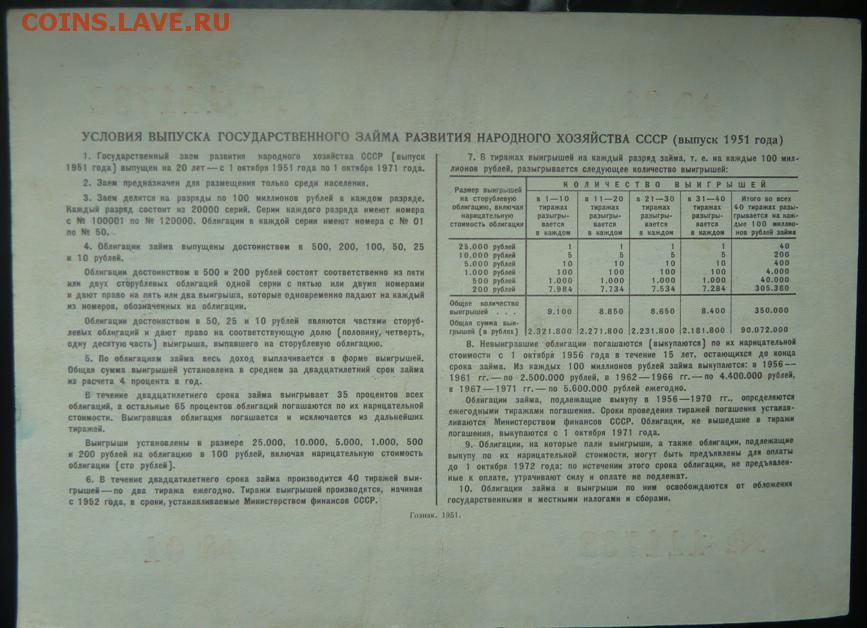 COINS.LAVE.RU
УСЛОВИЯ ВЫПУСКА ГОСУДАРСТВЕННОГО ЗАЙМА РАЗВИТИЯ НАРОДНОГО ХОЗЯЙСТВА СССР (выпуск 1951 года)
1. Государственный заем развития народного хозяйства СССР (выпуск
1951 года) выпущен на 20 лет—с 1 октября 1951 года по 1 октября 1971 года.
2. Заем предназначен для размещения только среди населения.
3. Заем делится на разряды по 100 миллионов рублей в каждом разряде.
Каждый разряд состоит из 20000 серий. Серии каждого разряда имеют номера
с № 100001 по № 120000. Облигации в каждой серии имеют номера с № 01
по № 50.
4. Облигации займа выпущены достоинством в 500, 200, 100, 50, 25
и 10 рублей.
Облигации достоинством в 500 и 200 рублей состоят соответственно из пяти
или двух сторублевых облигаций одной серии с пятью или двумя номерами
и дают право на пять или два выигрыша, которые одновременно падают на каждый
из номеров, обозначенных на облигации.
Облигации достоинством в 50, 25 и 10 рублей являются частями сторуб-
левых облигаций и дают право на соответствующую долю (половину, четверть,
одну десятую часть) выигрыша, выпавшего на сторублевую облигацию.
5. По облигациям займа весь доход выплачивается в форме выигрышей.
Общая сумма выигрышей установлена в среднем за двадцатилетний срок займа
из расчета 4 процента в год.
В течение двадцатилетнего срока займа выигрывает 35 процентов всех
облигаций, а остальные 65 процентов облигаций погашаются по их нарицательной
стоимости. Выигравшая облигация погашается и исключается из дальнейших
тиражей.
Выигрыши установлены в размере 25.000, 10.000, 5.000, 1.000, 500
и 200 рублей на облигацию в 100 рублей, включая нарицательную стоимость
облигации (сто рублей).
6. В течение двадцатилетнего срока займа производится 40 тиражей выи-
грышей—по два тиража ежегодно. Тиражи выигрышей производятся, начиная
с 1952 года, в сроки, устанавливаемые Министерством финансов СССР.
7. В тиражах выигрышей на каждый разряд займа, т. е. на каждые 100 мил-
лионов рублей, разыгрывается следующее количество выигрышей:
Размер выигрышей
на сторублевую
облигацию, включая
нарицательную
стоимость облигации
КОЛИЧЕСТВО ВЫИГРЫШЕЙ
в 1—10
тиражах
разыгры-
вается
в каждом
в 11—20
тиражах
разыгры-
вается
в каждом
в 21—30
тиражах
разыгры-
вается
в каждом
в 31—40
тиражах
разыгры-
вается
в каждом
Итого во всех
40 тиражах разы-
грывается на каж-
дые 100 миллио-
нов рублей займа
25.000 рублей 1 1 1 1 40
10.000 рублей 5 5 5 5 200
5.000 рублей 10 10 10 10 400
1.000 рублей 100 100 100 100 4.000
500 рублей 1.000 1.000 1.000 1.000 40.000
200 рублей 7.984 7.734 7.534 7.284 305.360
Общее количество
выигрышей . . . 9.100 8.850 8.650 8.400 350.000
Общая сумма выи-
грышей (в рублях) 2.321.800 2.271.800 2.231.800 2.181.800 90.072.000
8. Невыигравшие облигации погашаются (выкупаются) по их нарицательной
стоимости с 1 октября 1956 года в течение 15 лет, остающихся до конца
срока займа. Из каждых 100 миллионов рублей займа выкупаются: в 1956—
1961 гг.—по 2.500.000 рублей, в 1962—1966 гг.—по 4.400.000 рублей,
в 1967—1971 гг.—по 5.600.000 рублей ежегодно.
Облигации займа, подлежащие выкупу в 1956—1970 гг., определяются
ежегодными тиражами погашения. Сроки проведения тиражей погашения устана-
вливаются Министерством финансов СССР. Облигации, не вышедшие в тиражи
погашения, выкупаются с 1 октября 1971 года.
9. Облигации, на которые пали выигрыши, а также облигации, подлежащие
выкупу по их нарицательной стоимости, могут быть предъявлены для оплаты
до 1 октября 1972 года; по истечении этого срока облигации, не предъявлен-
ные к оплате, утрачивают силу и оплате не подлежат.
10. Облигации займа и выигрыши по ним освобождаются от обложения
государственными и местными налогами и сборами.
Гознак. 1951.